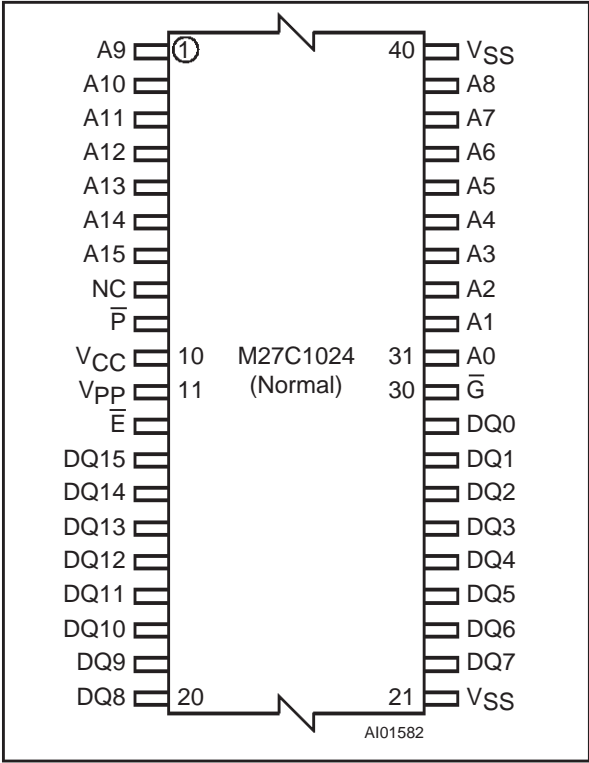 A9 1 40 VSS
A10 A8
A11 A7
A12 A6
A13 A5
A14 A4
A15 A3
NC A2
P̅ A1
VCC 10 M27C1024 31 A0
VPP 11 (Normal) 30 G̅
E̅ DQ0
DQ15 DQ1
DQ14 DQ2
DQ13 DQ3
DQ12 DQ4
DQ11 DQ5
DQ10 DQ6
DQ9 DQ7
DQ8 20 21 VSS
AI01582